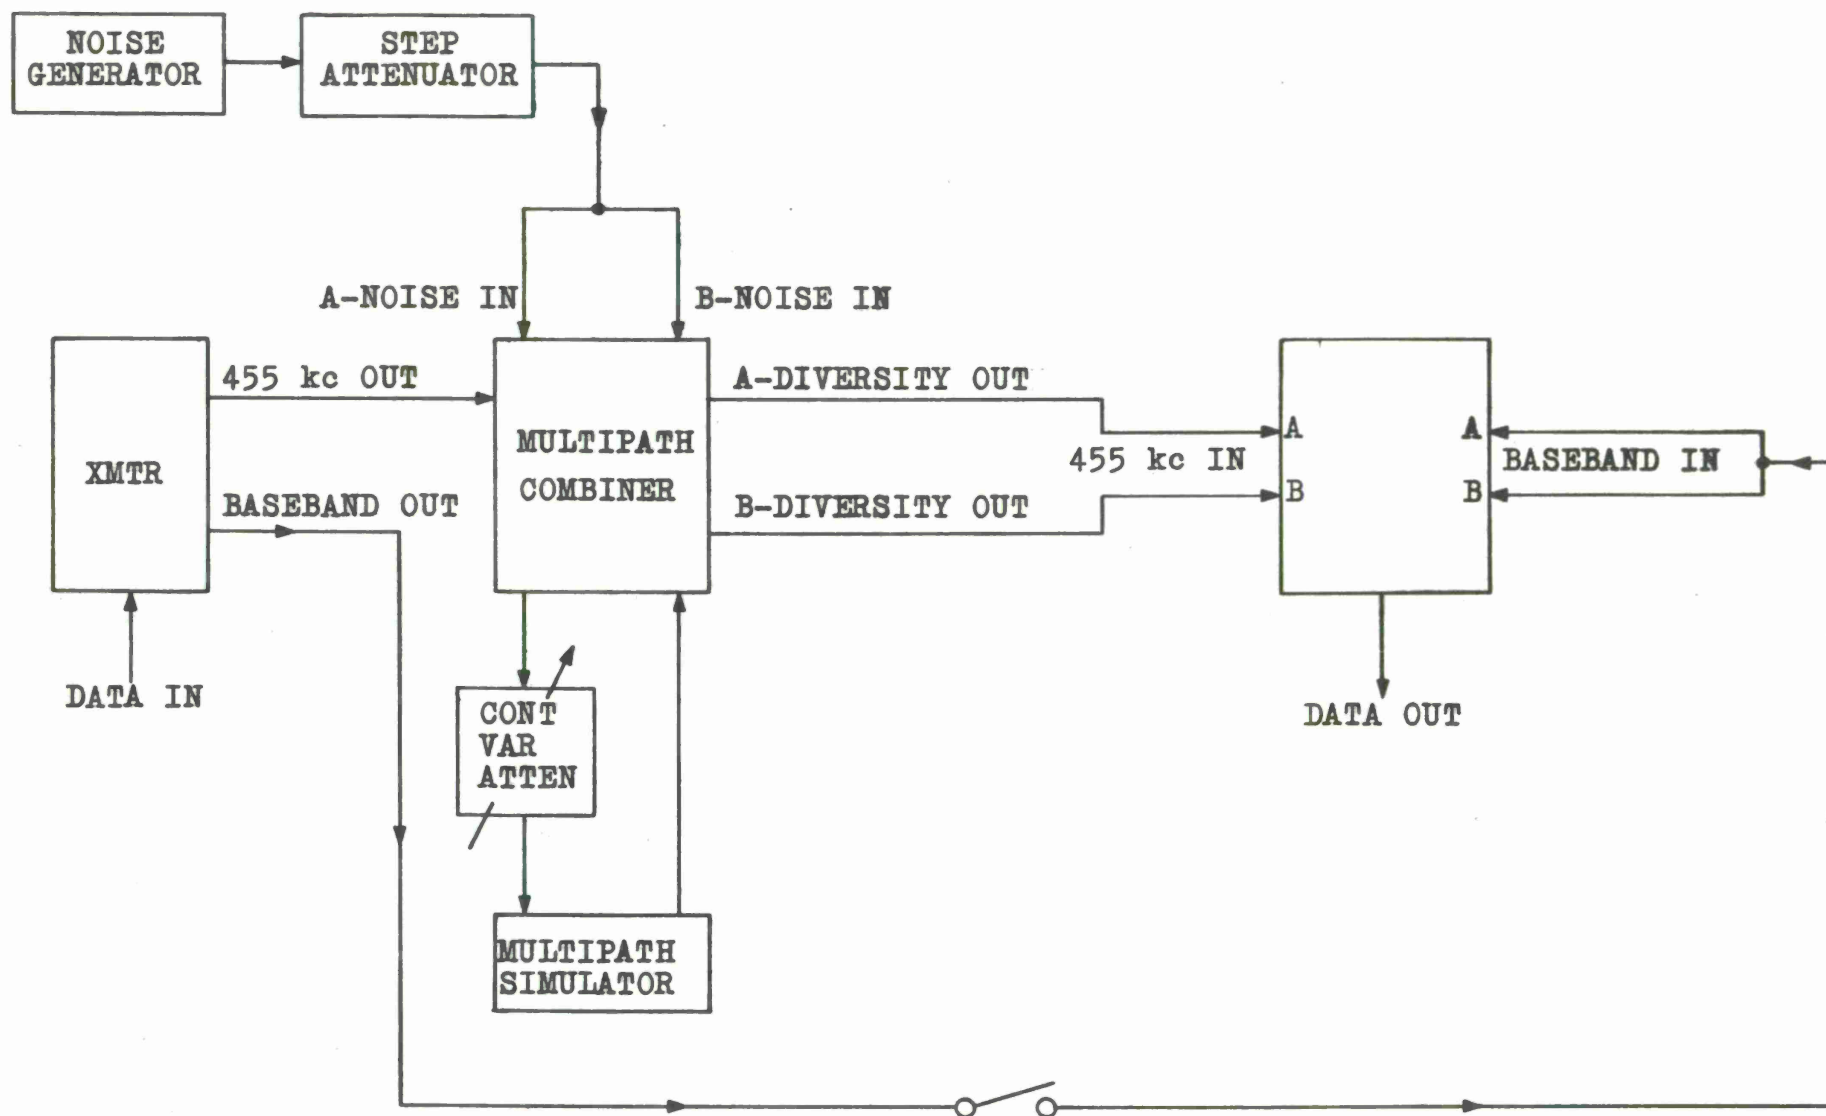 NOISE
GENERATOR
STEP
ATTENUATOR
A-NOISE IN
B-NOISE IN
XMTR
455 kc OUT
BASEBAND OUT
DATA IN
MULTIPATH
COMBINER
A-DIVERSITY OUT
B-DIVERSITY OUT
455 kc IN
A
B
A
BASEBAND IN
B
DATA OUT
CONT
VAR
ATTEN
MULTIPATH
SIMULATOR